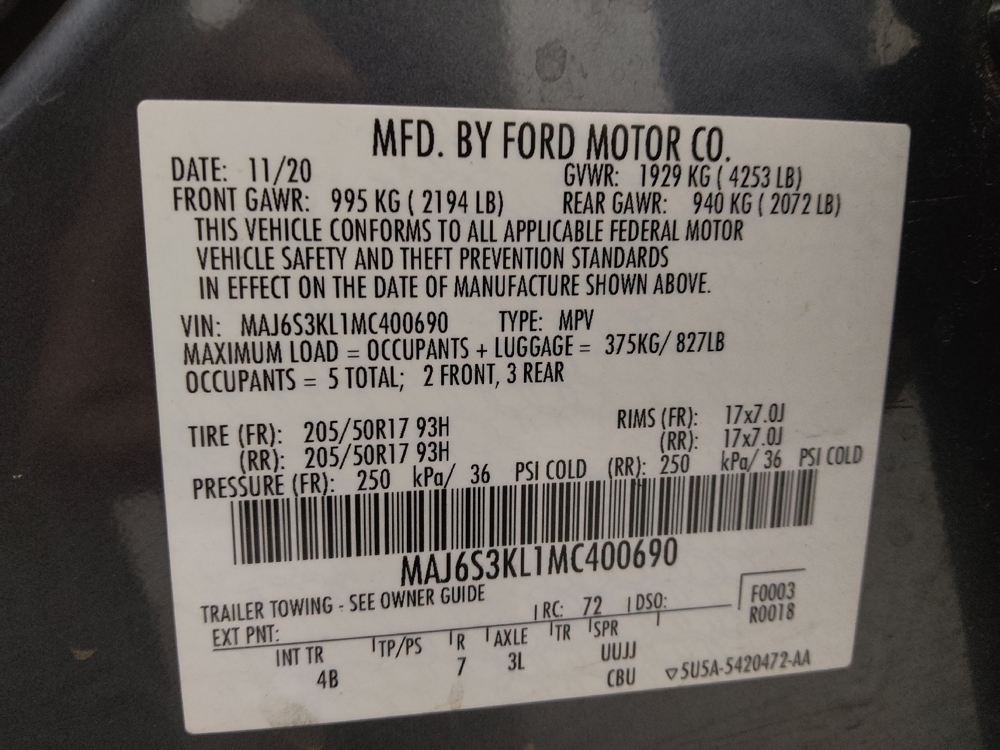 MFD. BY FORD MOTOR CO.
DATE: 11/20 GVWR: 1929 KG ( 4253 LB)
FRONT GAWR: 995 KG ( 2194 LB) REAR GAWR: 940 KG ( 2072 LB)
THIS VEHICLE CONFORMS TO ALL APPLICABLE FEDERAL MOTOR
VEHICLE SAFETY AND THEFT PREVENTION STANDARDS
IN EFFECT ON THE DATE OF MANUFACTURE SHOWN ABOVE.
VIN: MAJ6S3KL1MC400690 TYPE: MPV
MAXIMUM LOAD = OCCUPANTS + LUGGAGE = 375KG/ 827LB
OCCUPANTS = 5 TOTAL; 2 FRONT, 3 REAR
TIRE (FR): 205/50R17 93H RIMS (FR): 17x7.0J
(RR): 205/50R17 93H (RR): 17x7.0J
PRESSURE (FR): 250 kPa/ 36 PSI COLD (RR): 250 kPa/ 36 PSI COLD
MAJ6S3KL1MC400690
TRAILER TOWING - SEE OWNER GUIDE
EXT PNT: RC: 72 DSO: F0003
R0018
INT TR TP/PS R AXLE TR SPR
4B 7 3L UUJJ
CBU ▽5U5A-5420472-AA